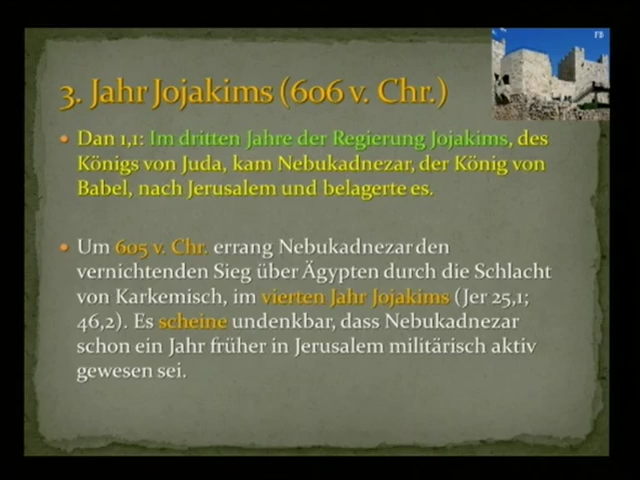 3. Jahr Jojakims (606 v. Chr.)
Dan 1,1: Im dritten Jahre der Regierung Jojakims, des
Königs von Juda, kam Nebukadnezar, der König von
Babel, nach Jerusalem und belagerte es.
Um 605 v. Chr. errang Nebukadnezar den
vernichtenden Sieg über Ägypten durch die Schlacht
von Karkemisch, im vierten Jahr Jojakims (Jer 25,1;
46,2). Es scheine undenkbar, dass Nebukadnezar
schon ein Jahr früher in Jerusalem militärisch aktiv
gewesen sei.